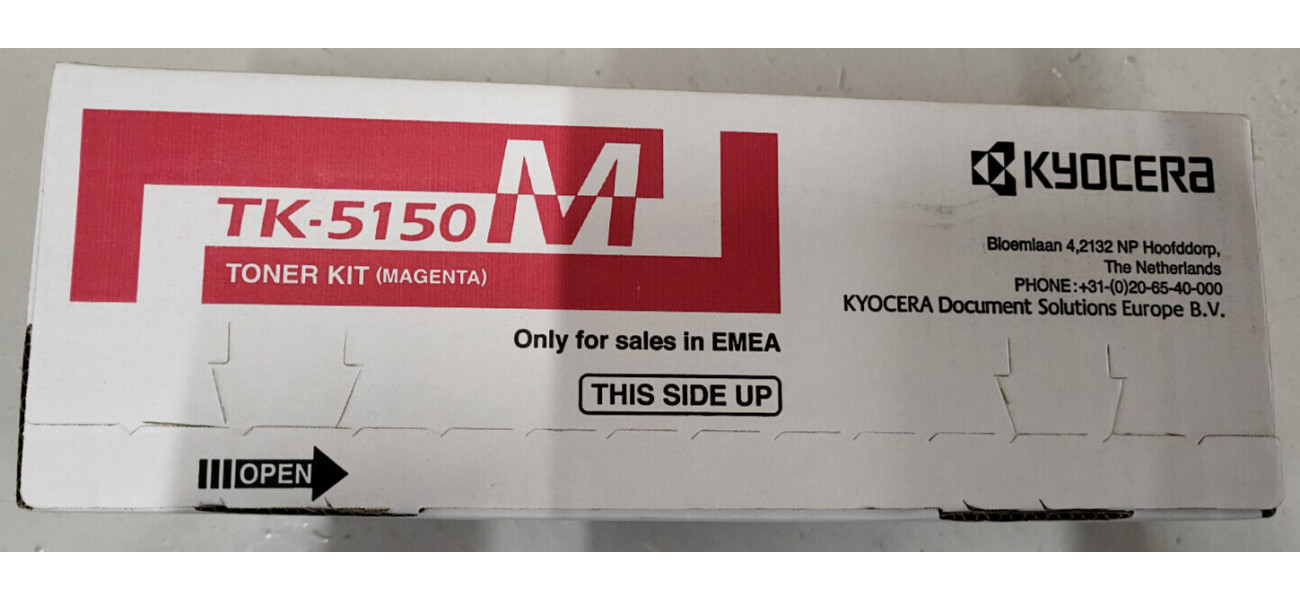 TK-5150 M
TONER KIT (MAGENTA)
Only for sales in EMEA
THIS SIDE UP
OPEN
KYOCERA
Bloemlaan 4,2132 NP Hoofddorp,
The Netherlands
PHONE:+31-(0)20-65-40-000
KYOCERA Document Solutions Europe B.V.